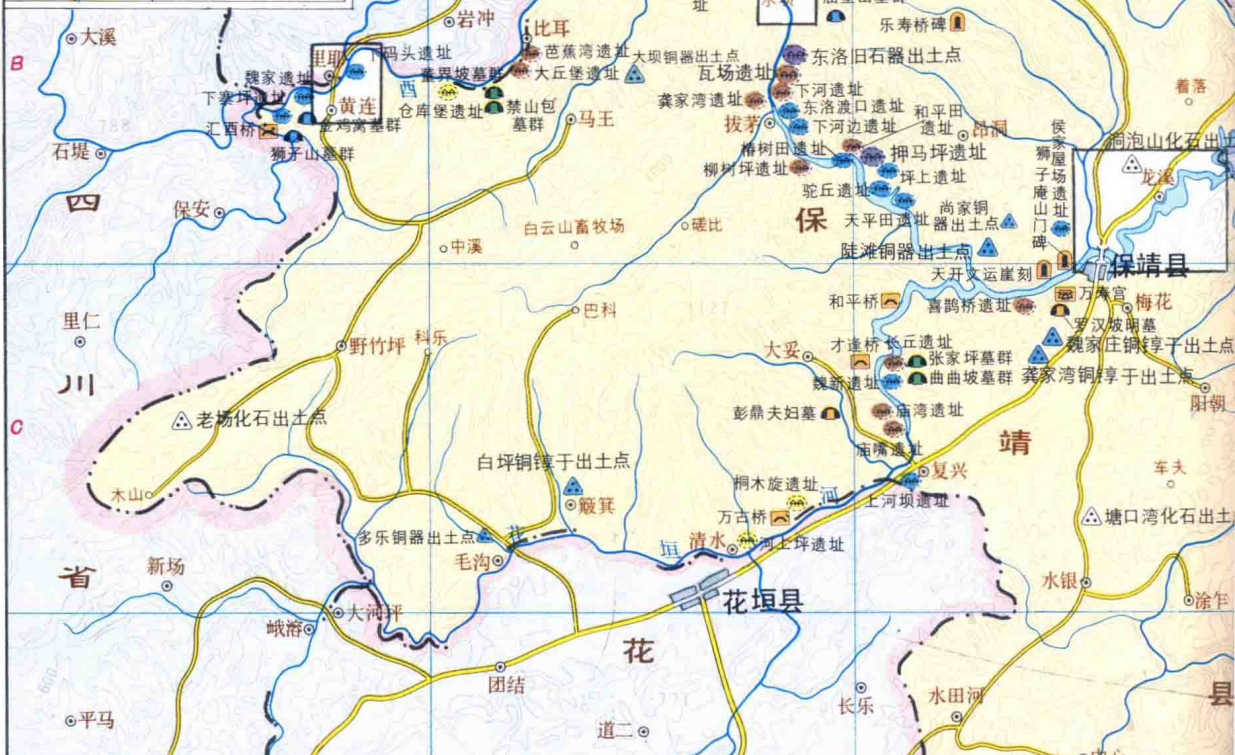 址
乐寿桥碑
岩冲
比耳
大溪
B
里耶
下码头遗址
芭蕉湾遗址
大坝铜器出土点
东洛旧石器出土点
魏家遗址
大丘堡遗址
瓦场遗址
下寨坪遗址
西
仓库堡遗址
禁山包
墓群
龚家湾遗址
下河遗址
着落
788
黄连
东洛渡口遗址
和平田
遗址
汇酉桥
金鸡窝墓群
马王
拔茅
下河边遗址
昂洞
侯家屋场遗址
狮子庵山门碑
洞泡山化石出土
石堤
狮子山墓群
椿树田遗址
押马坪遗址
柳树坪遗址
坪上遗址
龙溪
四
保安
驼丘遗址
白云山畜牧场
磋比
保
天平田遗址
尚家铜
器出土点
中溪
陡滩铜器出土点
保靖县
天开文运崖刻
和平桥
喜鹊桥遗址
万寿宫
梅花
里仁
巴科
罗汉坡明墓
野竹坪
科乐
才逢桥
长丘遗址
魏家庄铜錞于出土点
大妥
张家坪墓群
川
魏新遗址
曲曲坡墓群
龚家湾铜錞于出土点
阳朝
C
老场化石出土点
彭鼎夫妇墓
庙湾遗址
靖
庙嘴遗址
白坪铜錞于出土点
复兴
车夫
木山
桐木旋遗址
河
上河坝遗址
簸箕
万古桥
塘口湾化石出土
多乐铜器出土点
花
清水
河上坪遗址
垣
毛沟
省
新场
水银
花垣县
涂乍
大河坪
峨溶
花
600
团结
长乐
水田河
县
平马
道二